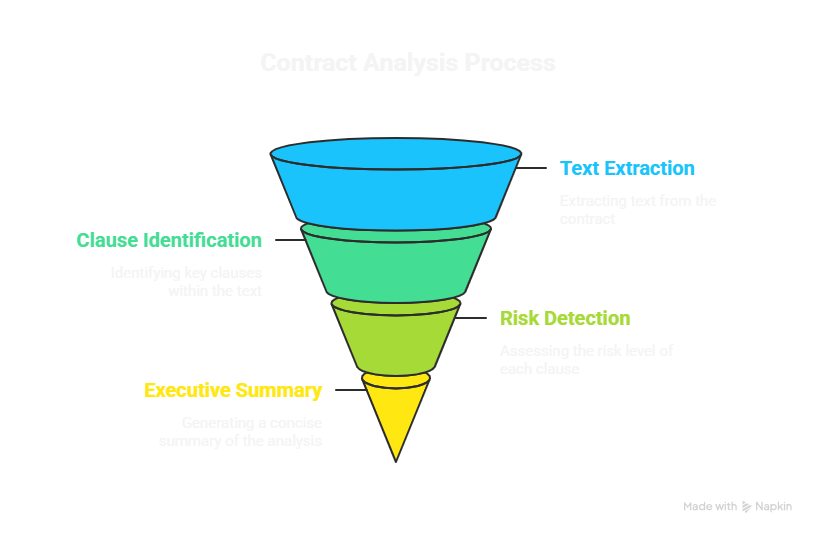 Contract Analysis Process
Text Extraction
Extracting text from the
contract
Clause Identification
Identifying key clauses
within the text
Risk Detection
Assessing the risk level of
each clause
Executive Summary
Generating a concise
summary of the analysis
Made with Napkin